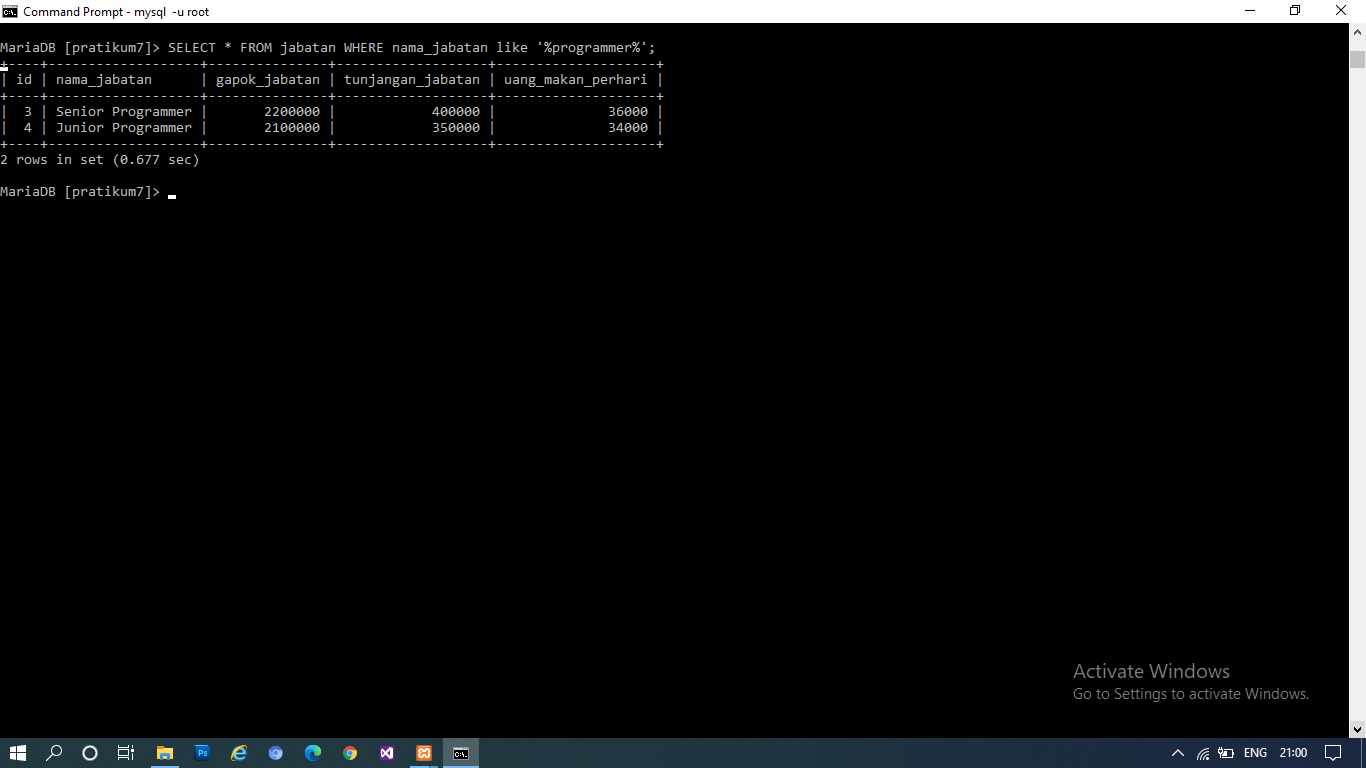 Command Prompt - mysql  -u root
MariaDB [pratikum7]> SELECT * FROM jabatan WHERE nama_jabatan like '%programmer%';
+----+-------------------+---------------+-------------------+--------------------+
| id | nama_jabatan      | gapok_jabatan | tunjangan_jabatan | uang_makan_perhari |
+----+-------------------+---------------+-------------------+--------------------+
|  3 | Senior Programmer |       2200000 |            400000 |              36000 |
|  4 | Junior Programmer |       2100000 |            350000 |              34000 |
+----+-------------------+---------------+-------------------+--------------------+
2 rows in set (0.677 sec)
MariaDB [pratikum7]>
Activate Windows
Go to Settings to activate Windows.
Ps
C:\.
ENG 21:00